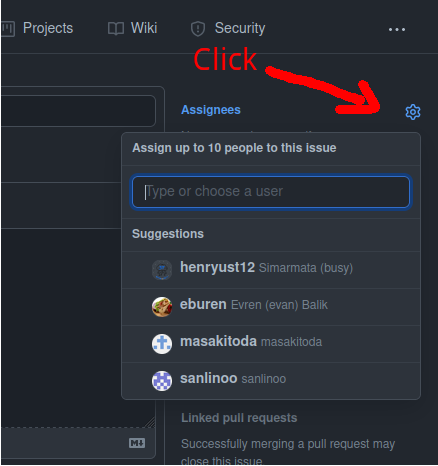 Projects
Wiki
Security
Click
Assignees
Assign up to 10 people to this issue
Type or choose a user
Suggestions
henryust12 Simarmata (busy)
eburen Evren (evan) Balik
masakitoda masakitoda
sanlinoo sanlinoo
Linked pull requests
Successfully merging a pull request may
close this issue.